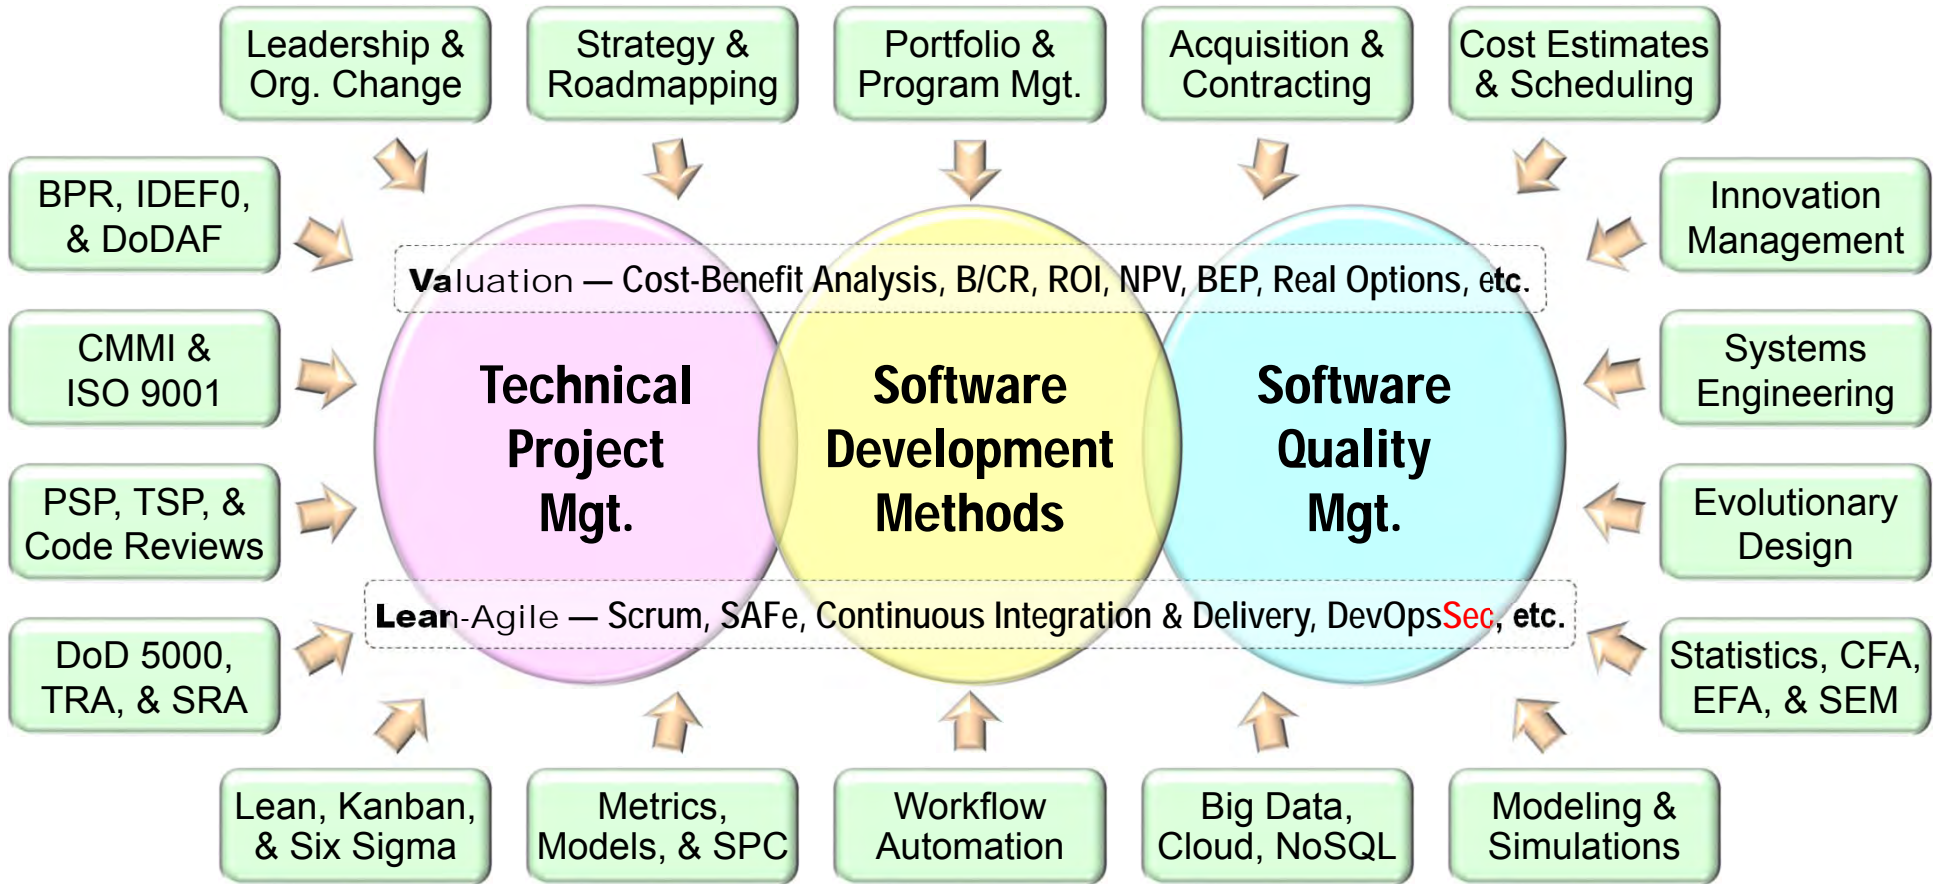 Leadership &
Org. Change
Strategy &
Roadmapping
Portfolio &
Program Mgt.
Acquisition &
Contracting
Cost Estimates
& Scheduling
BPR, IDEF0,
& DoDAF
CMMI &
ISO 9001
PSP, TSP, &
Code Reviews
DoD 5000,
TRA, & SRA
Valuation — Cost-Benefit Analysis, B/CR, ROI, NPV, BEP, Real Options, etc.
Technical
Project
Mgt.
Software
Development
Methods
Software
Quality
Mgt.
Lean-Agile — Scrum, SAFe, Continuous Integration & Delivery, DevOpsSec, etc.
Innovation
Management
Systems
Engineering
Evolutionary
Design
Statistics, CFA,
EFA, & SEM
Lean, Kanban,
& Six Sigma
Metrics,
Models, & SPC
Workflow
Automation
Big Data,
Cloud, NoSQL
Modeling &
Simulations